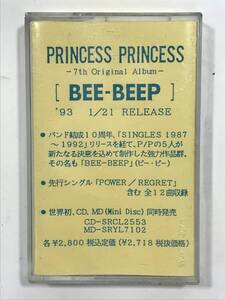 PRINCESS PRINCESS
-7th Original Album-
[ BEE-BEEP ]
'93 1/21 RELEASE
● バンド結成10周年、「SINGLES 1987
〜1992」リリースを経て、P/Pの5人が
新たなる決意を込めて制作した強力作品群。
その名も「BEE-BEEP」(ビー・ビープ)
● 先行シングル「POWER/REGRET」
含む 全12曲収録
● 世界初、CD, MD(Mini Disc) 同時発売
CD-SRCL2553
MD-SRYL7102
各¥2,800 税込定価 (¥2,718 税抜価格)